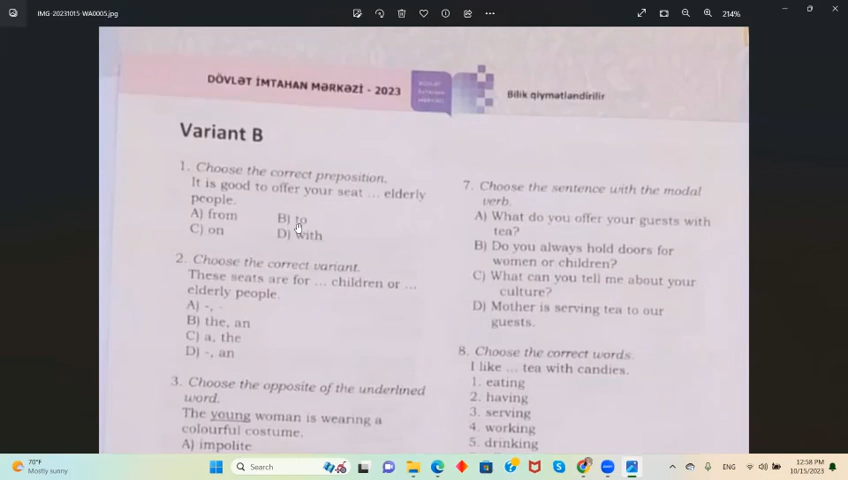 IMG-20231015-WA0005.jpg
214%
DÖVLƏT İMTAHAN MƏRKƏZİ - 2023
DÖVLƏT
İMTAHAN
MƏRKƏZİ
Bilik qiymətləndirilir
Variant B
1. Choose the correct preposition.
It is good to offer your seat ... elderly
people.
A) from B) to
C) on D) with
2. Choose the correct variant.
These seats are for ... children or ...
elderly people.
A) -, -
B) the, an
C) a, the
D) -, an
3. Choose the opposite of the underlined
word.
The young woman is wearing a
colourful costume.
A) impolite
7. Choose the sentence with the modal
verb.
A) What do you offer your guests with
tea?
B) Do you always hold doors for
women or children?
C) What can you tell me about your
culture?
D) Mother is serving tea to our
guests.
8. Choose the correct words.
I like ... tea with candies.
1. eating
2. having
3. serving
4. working
5. drinking
70°F
Mostly sunny
Search
ENG
12:58 PM
10/15/2023